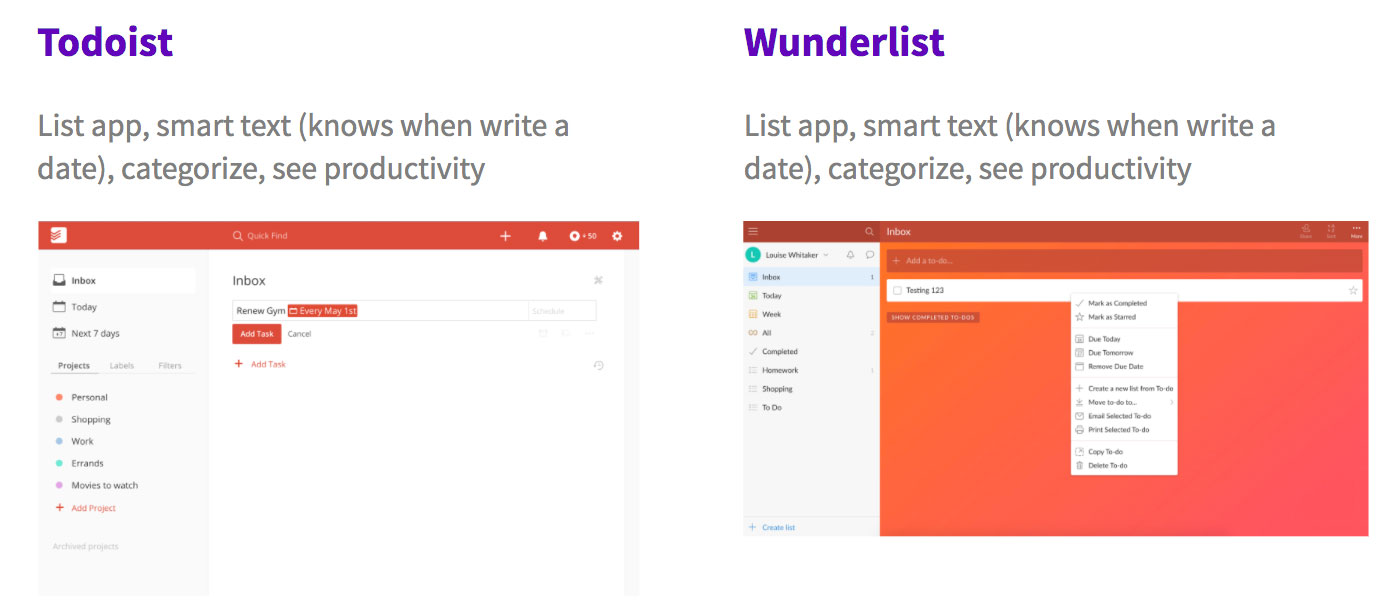 Todoist
List app, smart text (knows when write a
date), categorize, see productivity
Quick Find
+50
Inbox
Today
+7 Next 7 days
Projects Labels Filters
Personal
Shopping
Work
Errands
Movies to watch
+ Add Project
Archived projects
Inbox
Renew Gym Every May 1st Schedule
Add Task Cancel
+ Add Task
Wunderlist
List app, smart text (knows when write a
date), categorize, see productivity
L Louise Whitaker
Inbox 1
Today
Week
All 2
Completed
Homework 1
Shopping
To Do
+ Create list
Inbox
Share Sort More
+ Add a to-do...
Testing 123
SHOW COMPLETED TO-DOS
Mark as Completed
Mark as Starred
Due Today
Due Tomorrow
Remove Due Date
Create a new list from To-do
Move to-do to...
Email Selected To-do
Print Selected To-do
Copy To-do
Delete To-do